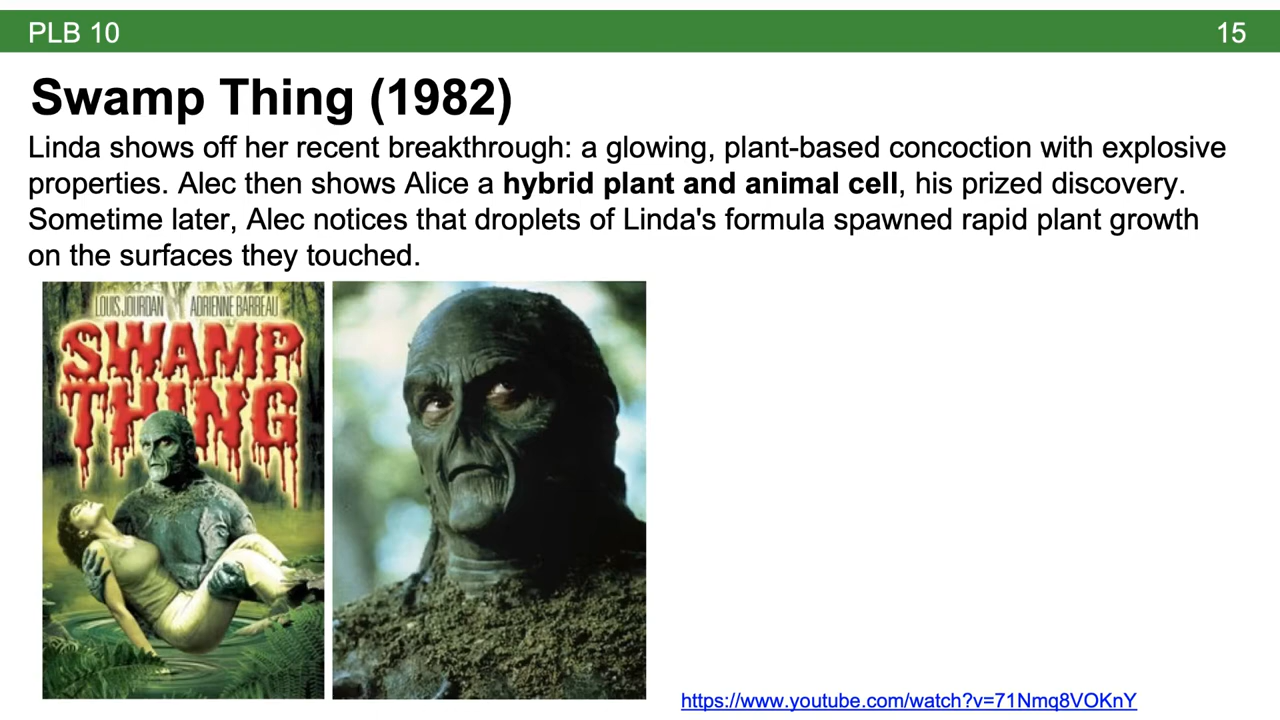 PLB 10
15
Swamp Thing (1982)
Linda shows off her recent breakthrough: a glowing, plant-based concoction with explosive
properties. Alec then shows Alice a hybrid plant and animal cell, his prized discovery.
Sometime later, Alec notices that droplets of Linda's formula spawned rapid plant growth
on the surfaces they touched.
LOUIS JOURDAN ADRIENNE BARBEAU
SWAMP
THING
https://www.youtube.com/watch?v=71Nmq8VOKnY